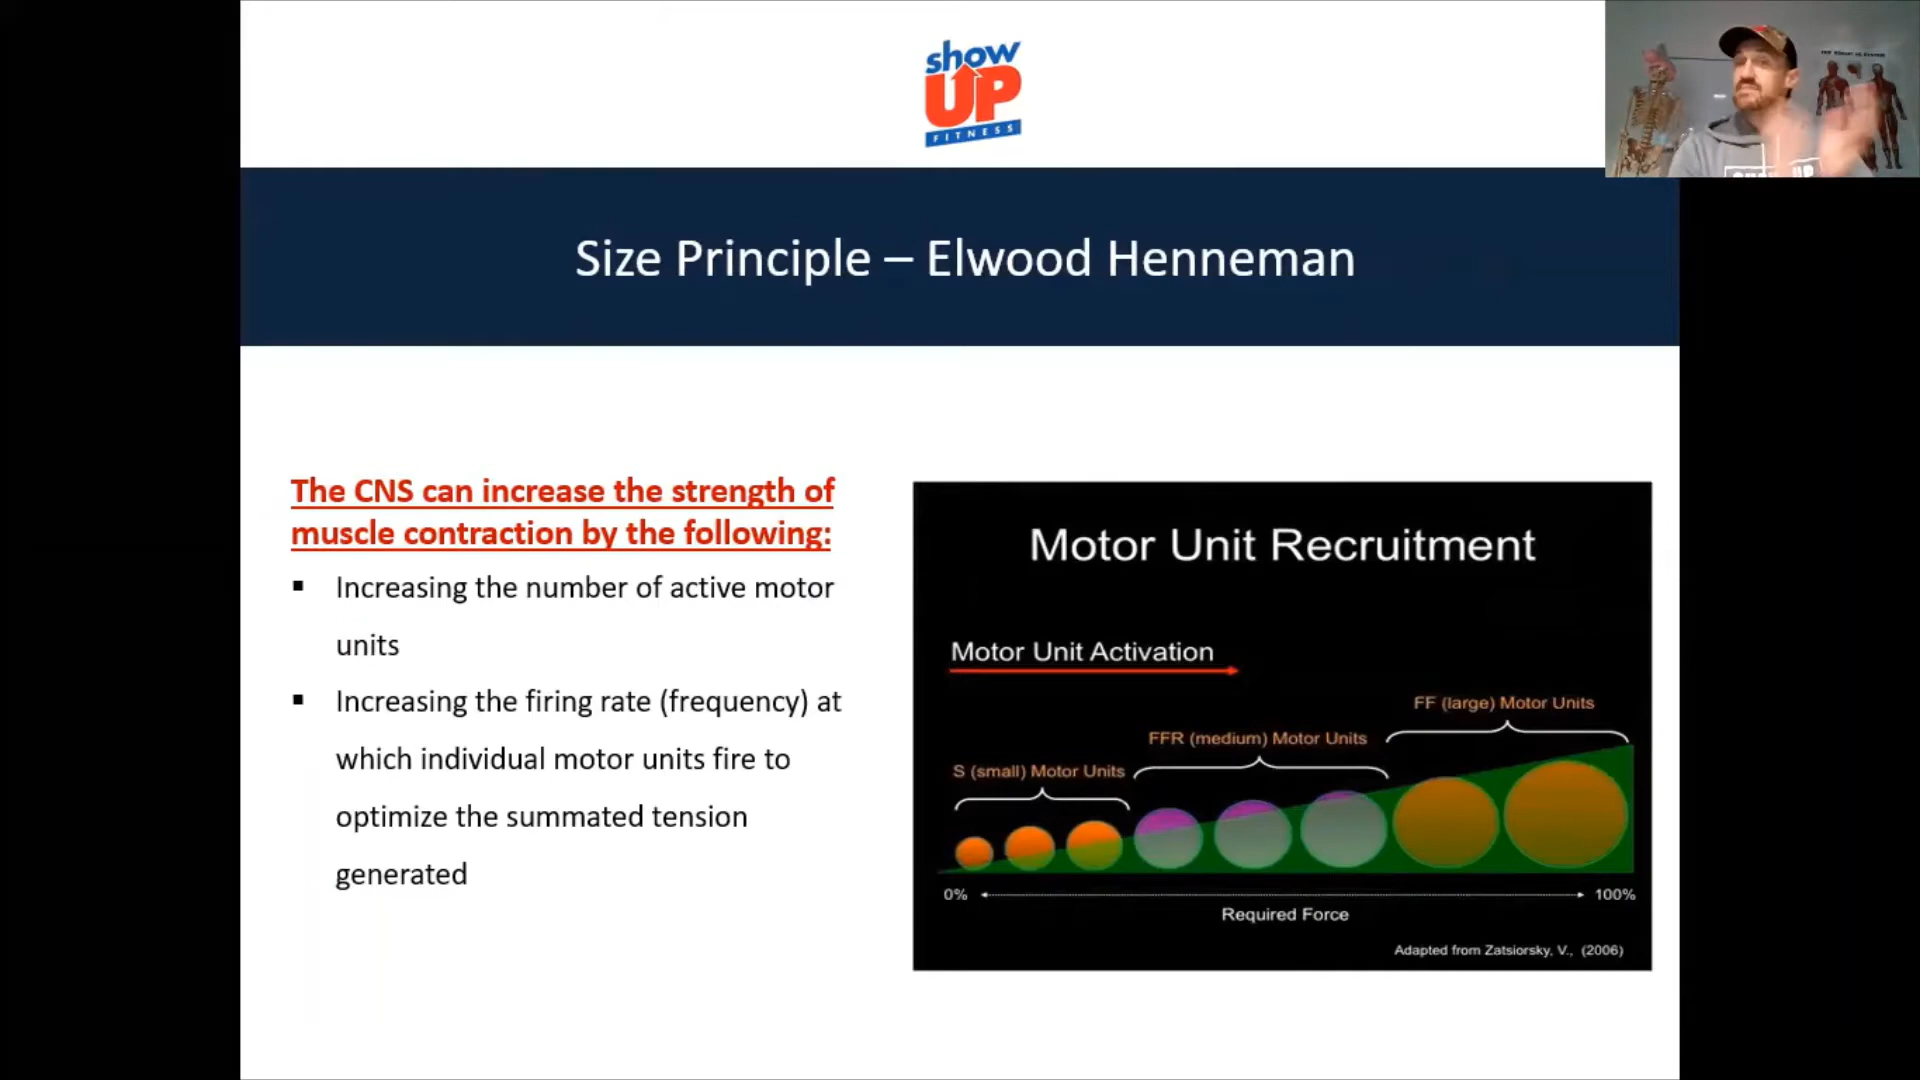 show
UP
FITNESS
Size Principle – Elwood Henneman
The CNS can increase the strength of
muscle contraction by the following:
▪ Increasing the number of active motor
units
▪ Increasing the firing rate (frequency) at
which individual motor units fire to
optimize the summated tension
generated
Motor Unit Recruitment
Motor Unit Activation
FF (large) Motor Units
FFR (medium) Motor Units
S (small) Motor Units
0%
100%
Required Force
Adapted from Zatsiorsky, V., (2006)